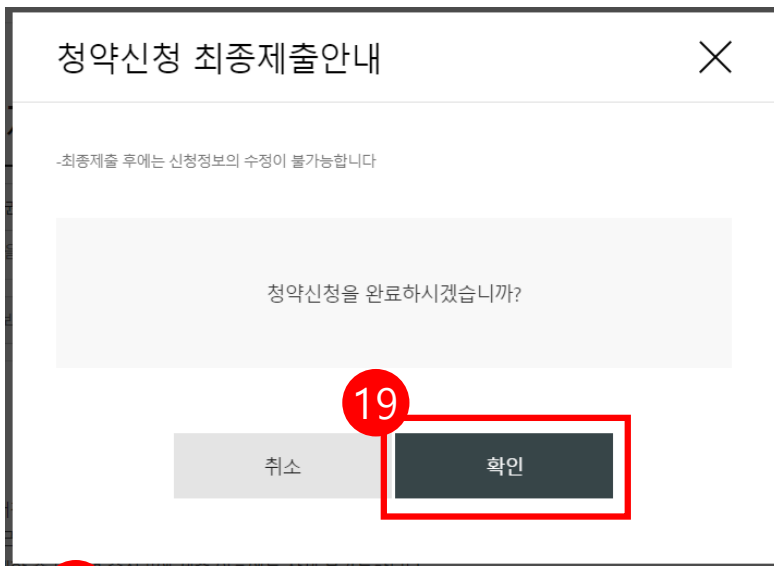 청약신청 최종제출안내
-최종제출 후에는 신청정보의 수정이 불가능합니다
청약신청을 완료하시겠습니까?
19
취소
확인